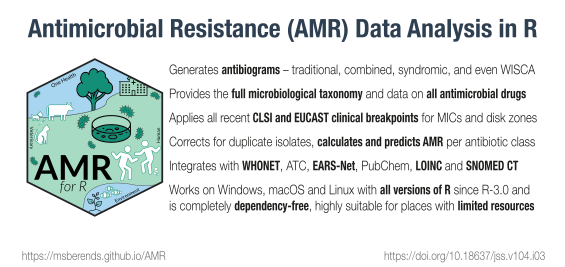 Antimicrobial Resistance (AMR) Data Analysis in R
One Health
Generates antibiograms – traditional, combined, syndromic, and even WISCA
Provides the full microbiological taxonomy and data on all antimicrobial drugs
Applies all recent CLSI and EUCAST clinical breakpoints for MICs and disk zones
Corrects for duplicate isolates, calculates and predicts AMR per antibiotic class
Integrates with WHONET, ATC, EARS-Net, PubChem, LOINC and SNOMED CT
Works on Windows, macOS and Linux with all versions of R since R-3.0 and
is completely dependency-free, highly suitable for places with limited resources
Human
AMR
for R
Environment
https://msberends.github.io/AMR
https://doi.org/10.18637/jss.v104.i03